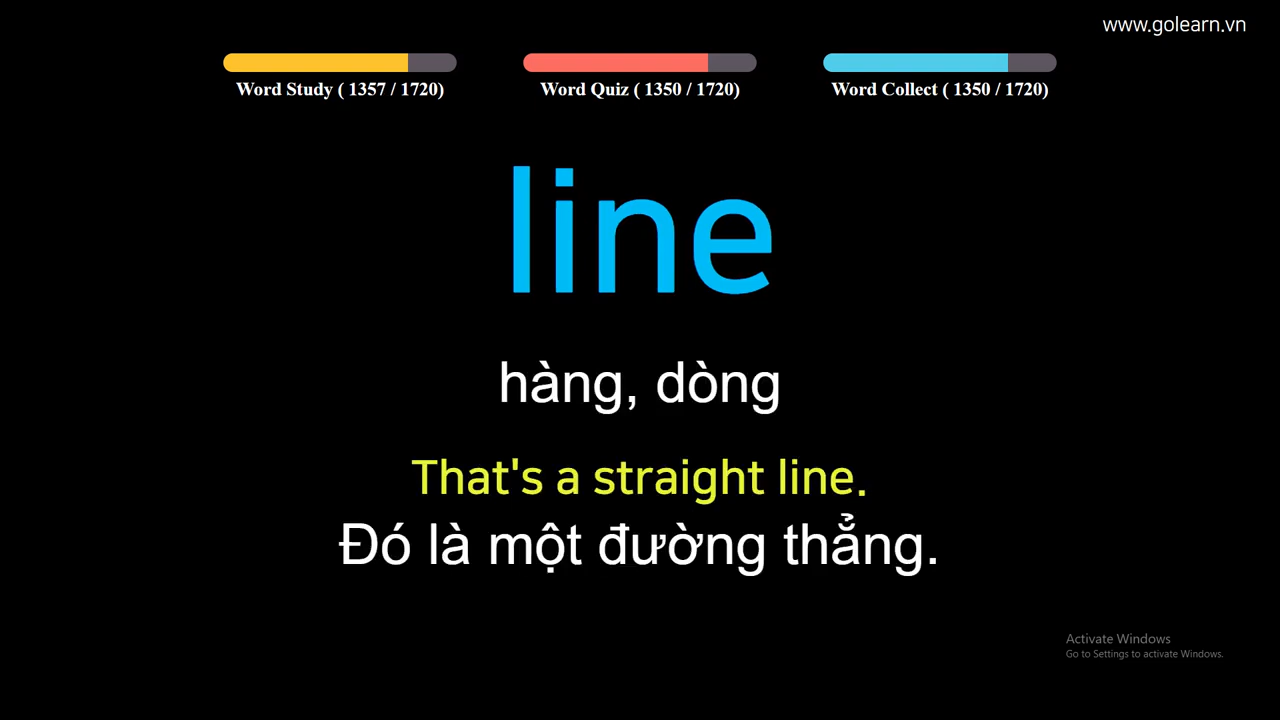 www.golearn.vn
Word Study ( 1357 / 1720)
Word Quiz ( 1350 / 1720)
Word Collect ( 1350 / 1720)
line
hàng, dòng
That's a straight line.
Đó là một đường thẳng.
Activate Windows
Go to Settings to activate Windows.